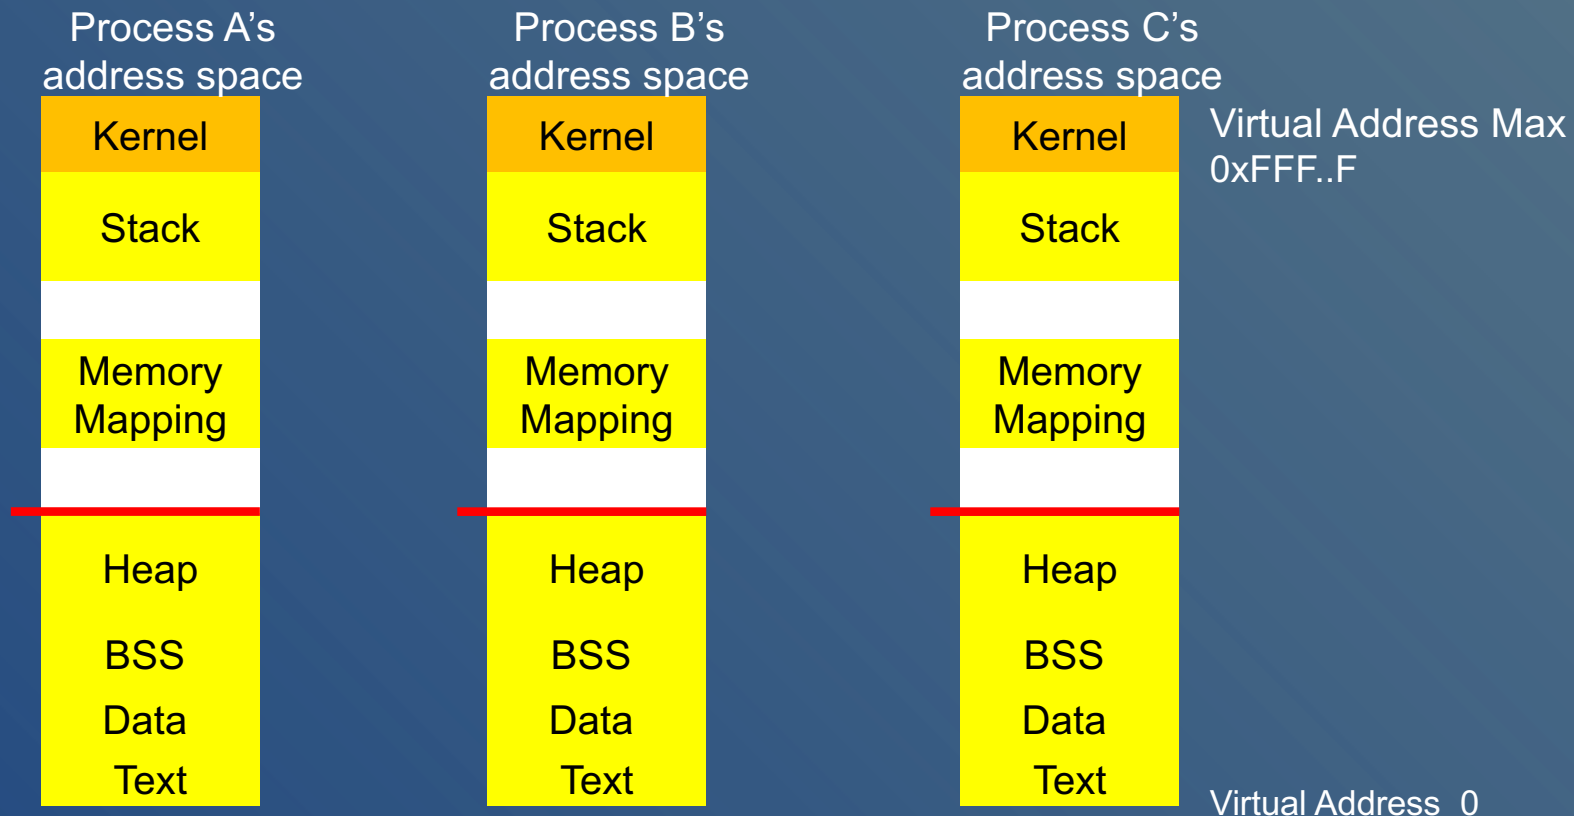 Process A’s
address space
Kernel
Stack
Memory
Mapping
Heap
BSS
Data
Text
Process B’s
address space
Kernel
Stack
Memory
Mapping
Heap
BSS
Data
Text
Process C’s
address space
Kernel
Stack
Memory
Mapping
Heap
BSS
Data
Text
Virtual Address Max
0xFFF..F
Virtual Address 0